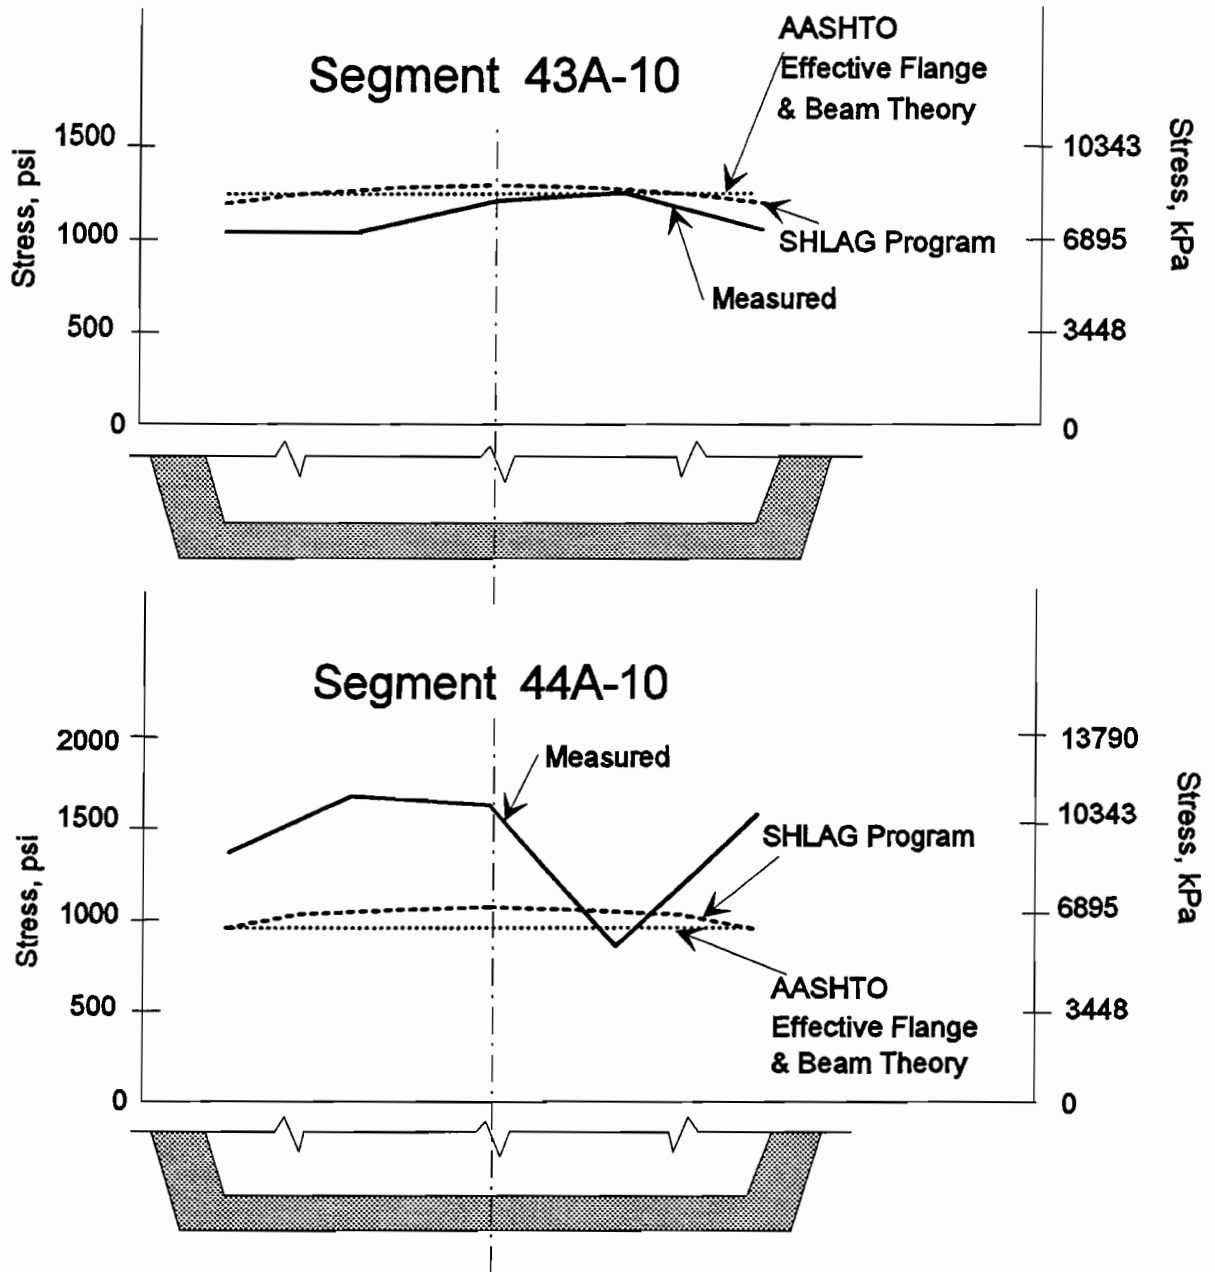 AASHTO
Effective Flange
& Beam Theory
Segment 43A-10
1500
1000
500
0
Stress, psi
10343
6895
3448
0
Stress, kPa
SHLAG Program
Measured
Segment 44A-10
2000
1500
1000
500
0
Stress, psi
Measured
SHLAG Program
13790
10343
6895
3448
0
Stress, kPa
AASHTO
Effective Flange
& Beam Theory